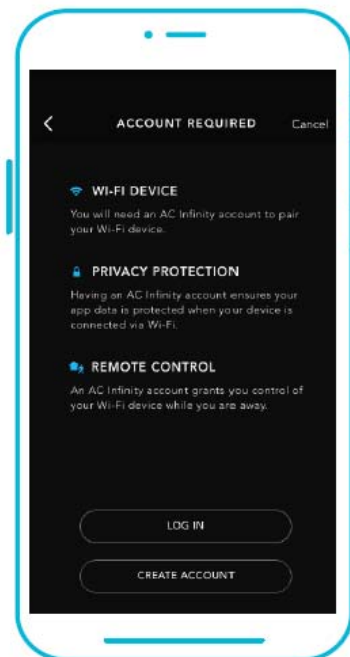 ACCOUNT REQUIRED Cancel
WI-FI DEVICE
You will need an AC Infinity account to pair
your Wi-Fi device.
PRIVACY PROTECTION
Having an AC Infinity account ensures your
app data is protected when your device is
connected via Wi-Fi.
REMOTE CONTROL
An AC Infinity account grants you control of
your Wi-Fi device while you are away.
LOG IN
CREATE ACCOUNT